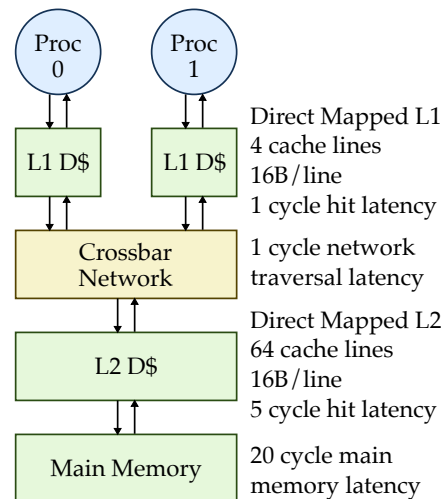 Proc
0
Proc
1
L1 D$
L1 D$
Direct Mapped L1
4 cache lines
16B/line
1 cycle hit latency
Crossbar
Network
1 cycle network
traversal latency
L2 D$
Direct Mapped L2
64 cache lines
16B/line
5 cycle hit latency
Main Memory
20 cycle main
memory latency